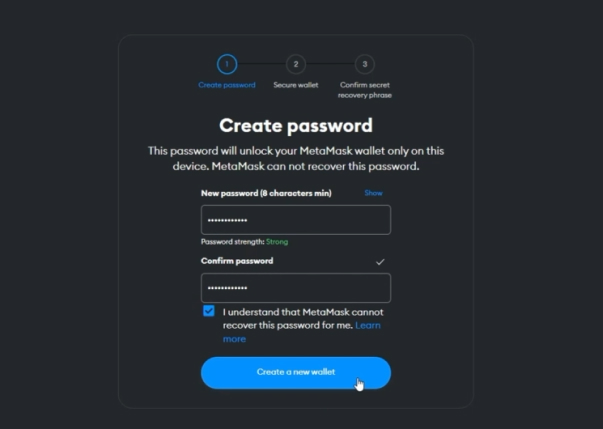 1
2
3
Create password
Secure wallet
Confirm secret
recovery phrase
Create password
This password will unlock your MetaMask wallet only on this
device. MetaMask can not recover this password.
New password (8 characters min)
Show
••••••••••••
Password strength: Strong
Confirm password
••••••••••••
I understand that MetaMask cannot
recover this password for me. Learn
more
Create a new wallet